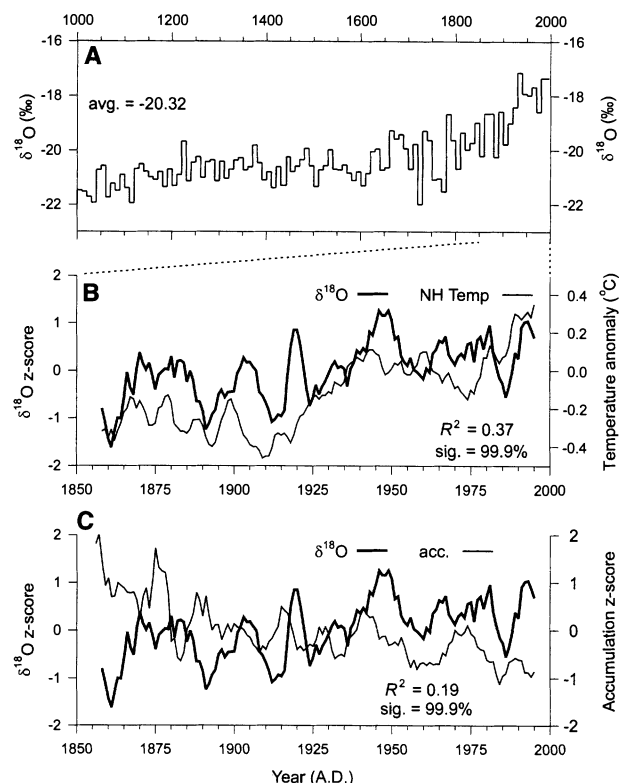 1000 1200 1400 1600 1800 2000
A
-16 -16
avg. = -20.32
-18 -18
-20 -20
-22 -22
δ¹⁸O (‰)
δ¹⁸O (‰)
B
δ¹⁸O NH Temp
2 1 0 -1 -2
δ¹⁸O z-score
0.4 0.2 0.0 -0.2 -0.4
Temperature anomaly (°C)
R² = 0.37
sig. = 99.9%
1850 1875 1900 1925 1950 1975 2000
C
δ¹⁸O acc.
2 1 0 -1 -2
δ¹⁸O z-score
2 1 0 -1 -2
Accumulation z-score
R² = 0.19
sig. = 99.9%
1850 1875 1900 1925 1950 1975 2000
Year (A.D.)